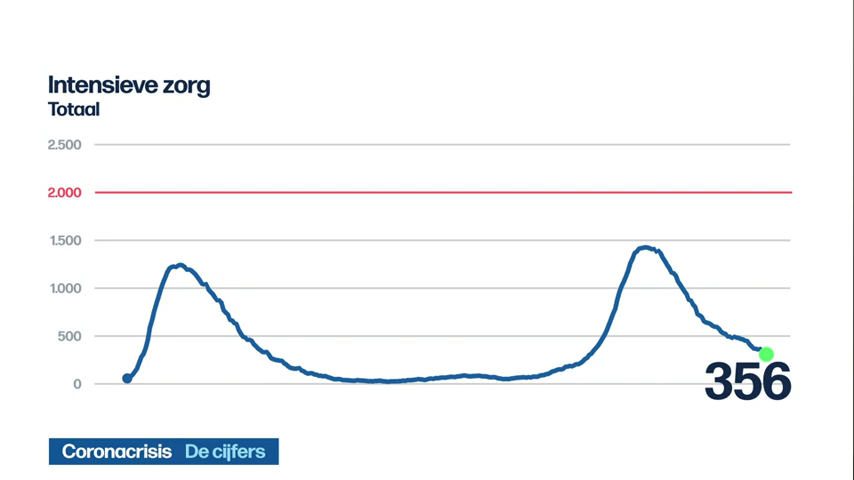 Intensieve zorg
Totaal
2.500
2.000
1.500
1.000
500
0
356
Coronacrisis De cijfers